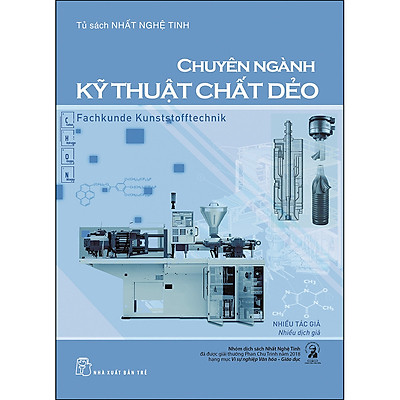 Tủ sách NHẤT NGHỆ TINH
CHUYÊN NGÀNH
KỸ THUẬT CHẤT DẺO
Fachkunde Kunststofftechnik
C
H
O
N
NHIỀU TÁC GIẢ
Nhiều dịch giả
Nhóm dịch sách Nhất Nghệ Tinh
đã được giải thưởng Phan Chu Trinh năm 2018
hạng mục Vì sự nghiệp Văn hóa – Giáo dục
NHÀ XUẤT BẢN TRẺ